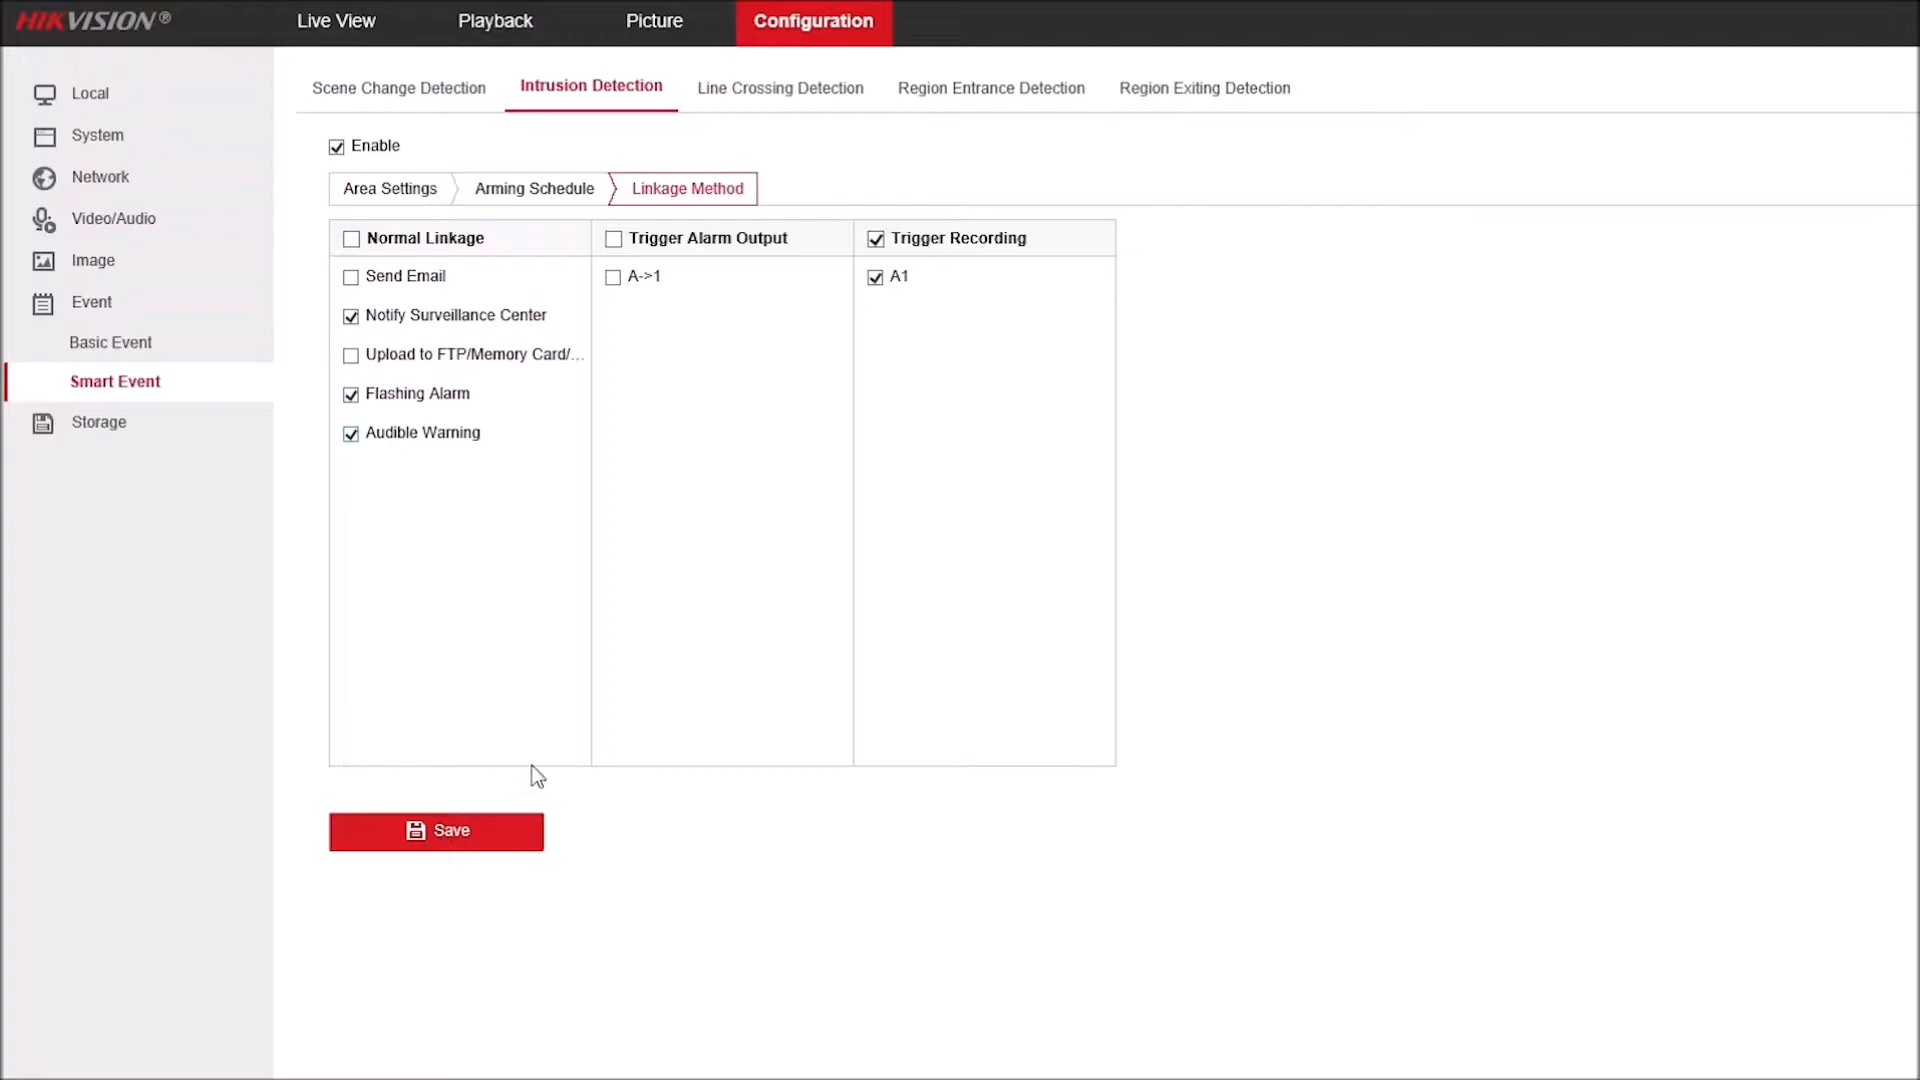 HIKVISION®
Live View
Playback
Picture
Configuration
Local
System
Network
Video/Audio
Image
Event
Basic Event
Smart Event
Storage
Scene Change Detection
Intrusion Detection
Line Crossing Detection
Region Entrance Detection
Region Exiting Detection
Enable
Area Settings
Arming Schedule
Linkage Method
Normal Linkage
Trigger Alarm Output
Trigger Recording
Send Email
A->1
A1
Notify Surveillance Center
Upload to FTP/Memory Card/...
Flashing Alarm
Audible Warning
Save